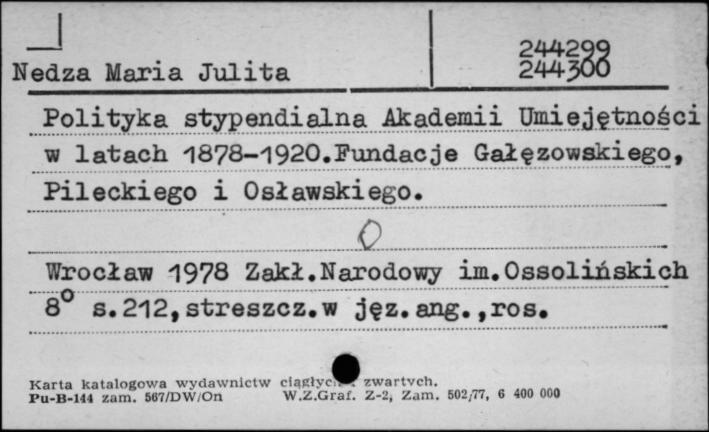 244299
Nedza Maria Julita 244300
Polityka stypendialna Akademii Umiejętności
w latach 1878-1920.Fundacje Gałęzowskiego,
Pileckiego i Osławskiego.
Wrocław 1978 Zakł.Narodowy im.Ossolińskich
8° s.212,streszcz.w jęz.ang.,ros.
Karta katalogowa wydawnictw ciągłych i zwartych.
Pu-B-144 zam. 567/DW/On W.Z.Graf. Z-2, Zam. 502/77, 6 400 000